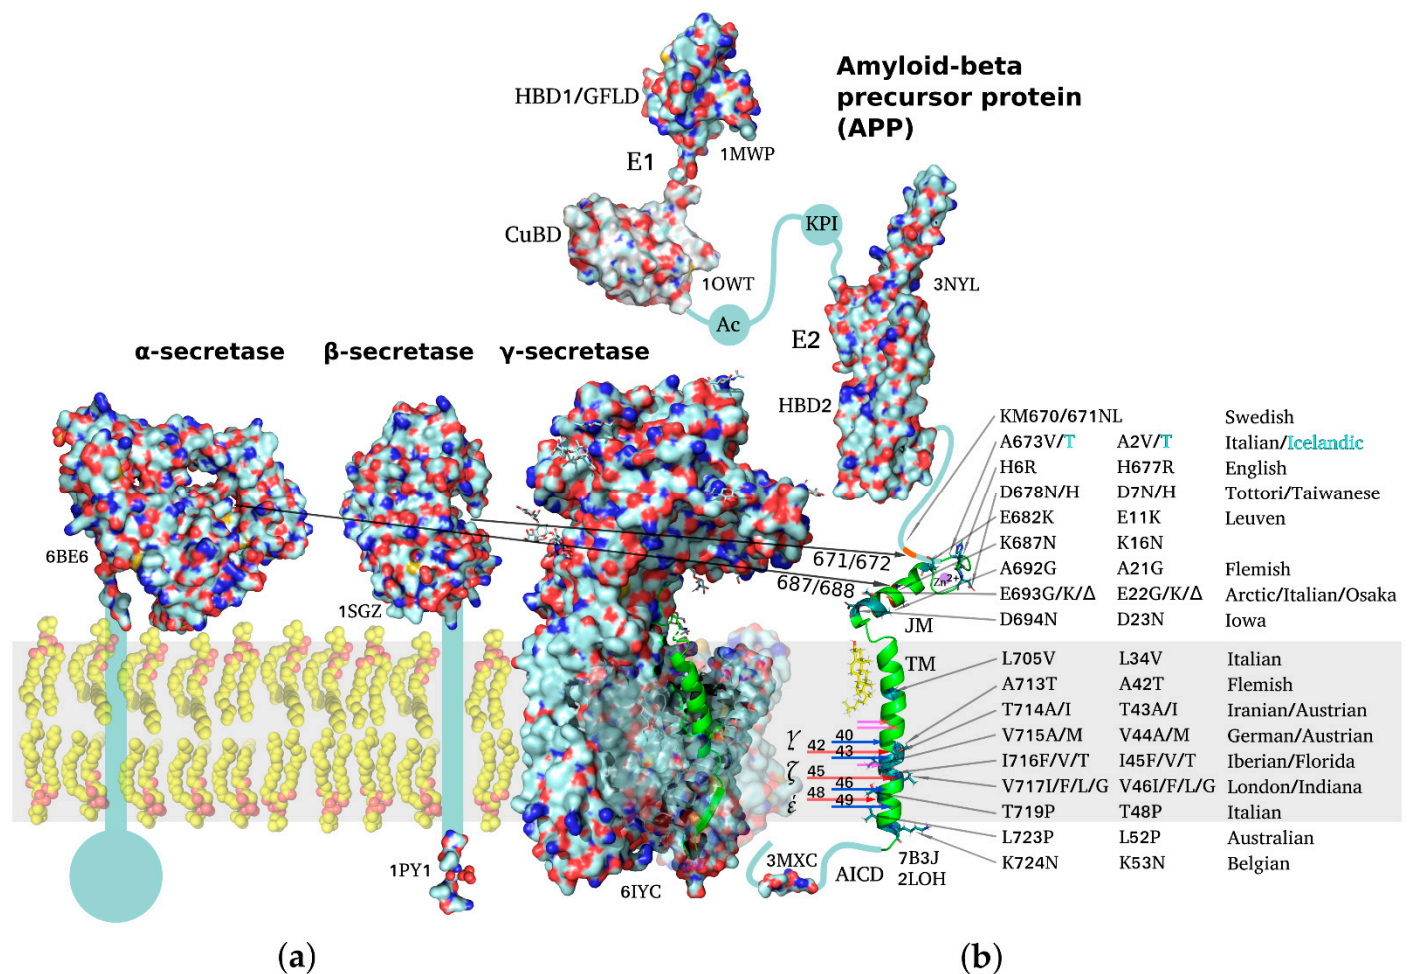 Amyloid-beta
precursor protein
(APP)
HBD1/GFLD
1MWP
E1
CuBD
1OWT
Ac
KPI
3NYL
E2
HBD2
α-secretase β-secretase γ-secretase
6BE6
1SGZ
1PY1
6IYC
671/672
687/688
Zn2+
JM
TM
KM670/671NL Swedish
A673V/T A2V/T Italian/Icelandic
H6R H677R English
D678N/H D7N/H Tottori/Taiwanese
E682K E11K Leuven
K687N K16N
A692G A21G Flemish
E693G/K/Δ E22G/K/Δ Arctic/Italian/Osaka
D694N D23N Iowa
L705V L34V Italian
A713T A42T Flemish
T714A/I T43A/I Iranian/Austrian
V715A/M V44A/M German/Austrian
I716F/V/T I45F/V/T Iberian/Florida
V717I/F/L/G V46I/F/L/G London/Indiana
T719P T48P Italian
L723P L52P Australian
K724N K53N Belgian
γ 40
42 43
ζ 45
46
έ 48
49
3MXC
AICD
7B3J
2LOH
(a) (b)